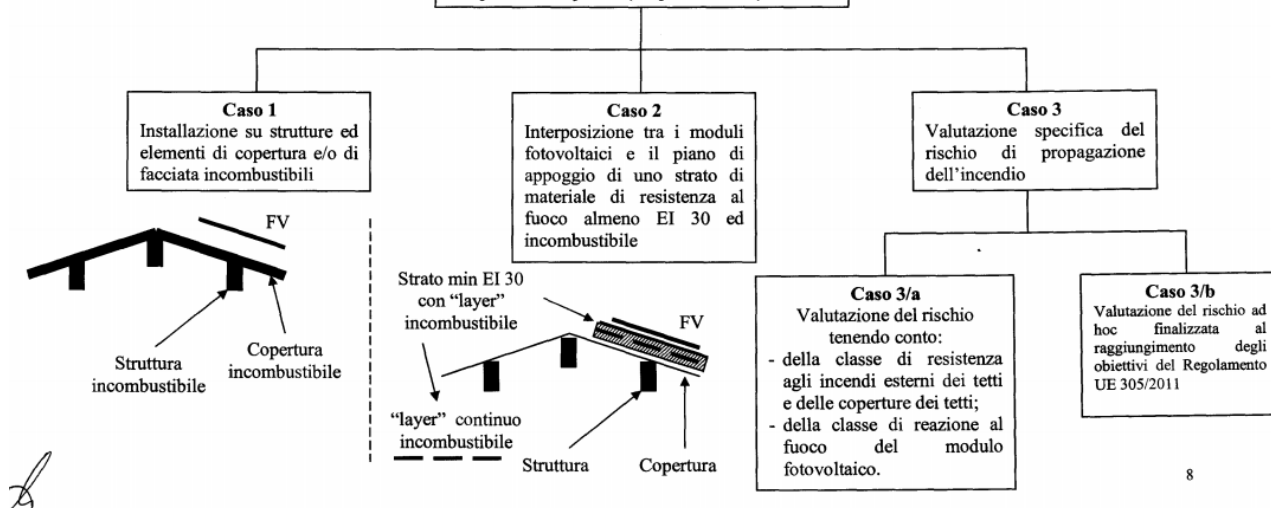 Caso 1
Installazione su strutture ed
elementi di copertura e/o di
facciata incombustibili
Caso 2
Interposizione tra i moduli
fotovoltaici e il piano di
appoggio di uno strato di
materiale di resistenza al
fuoco almeno EI 30 ed
incombustibile
Caso 3
Valutazione specifica del
rischio di propagazione
dell'incendio
FV
Struttura
incombustibile
Copertura
incombustibile
Strato min EI 30
con “layer”
incombustibile
FV
“layer” continuo
incombustibile
Struttura
Copertura
Caso 3/a
Valutazione del rischio
tenendo conto:
- della classe di resistenza
agli incendi esterni dei tetti
e delle coperture dei tetti;
- della classe di reazione al
fuoco del modulo
fotovoltaico.
Caso 3/b
Valutazione del rischio ad
hoc finalizzata al
raggiungimento degli
obiettivi del Regolamento
UE 305/2011
8